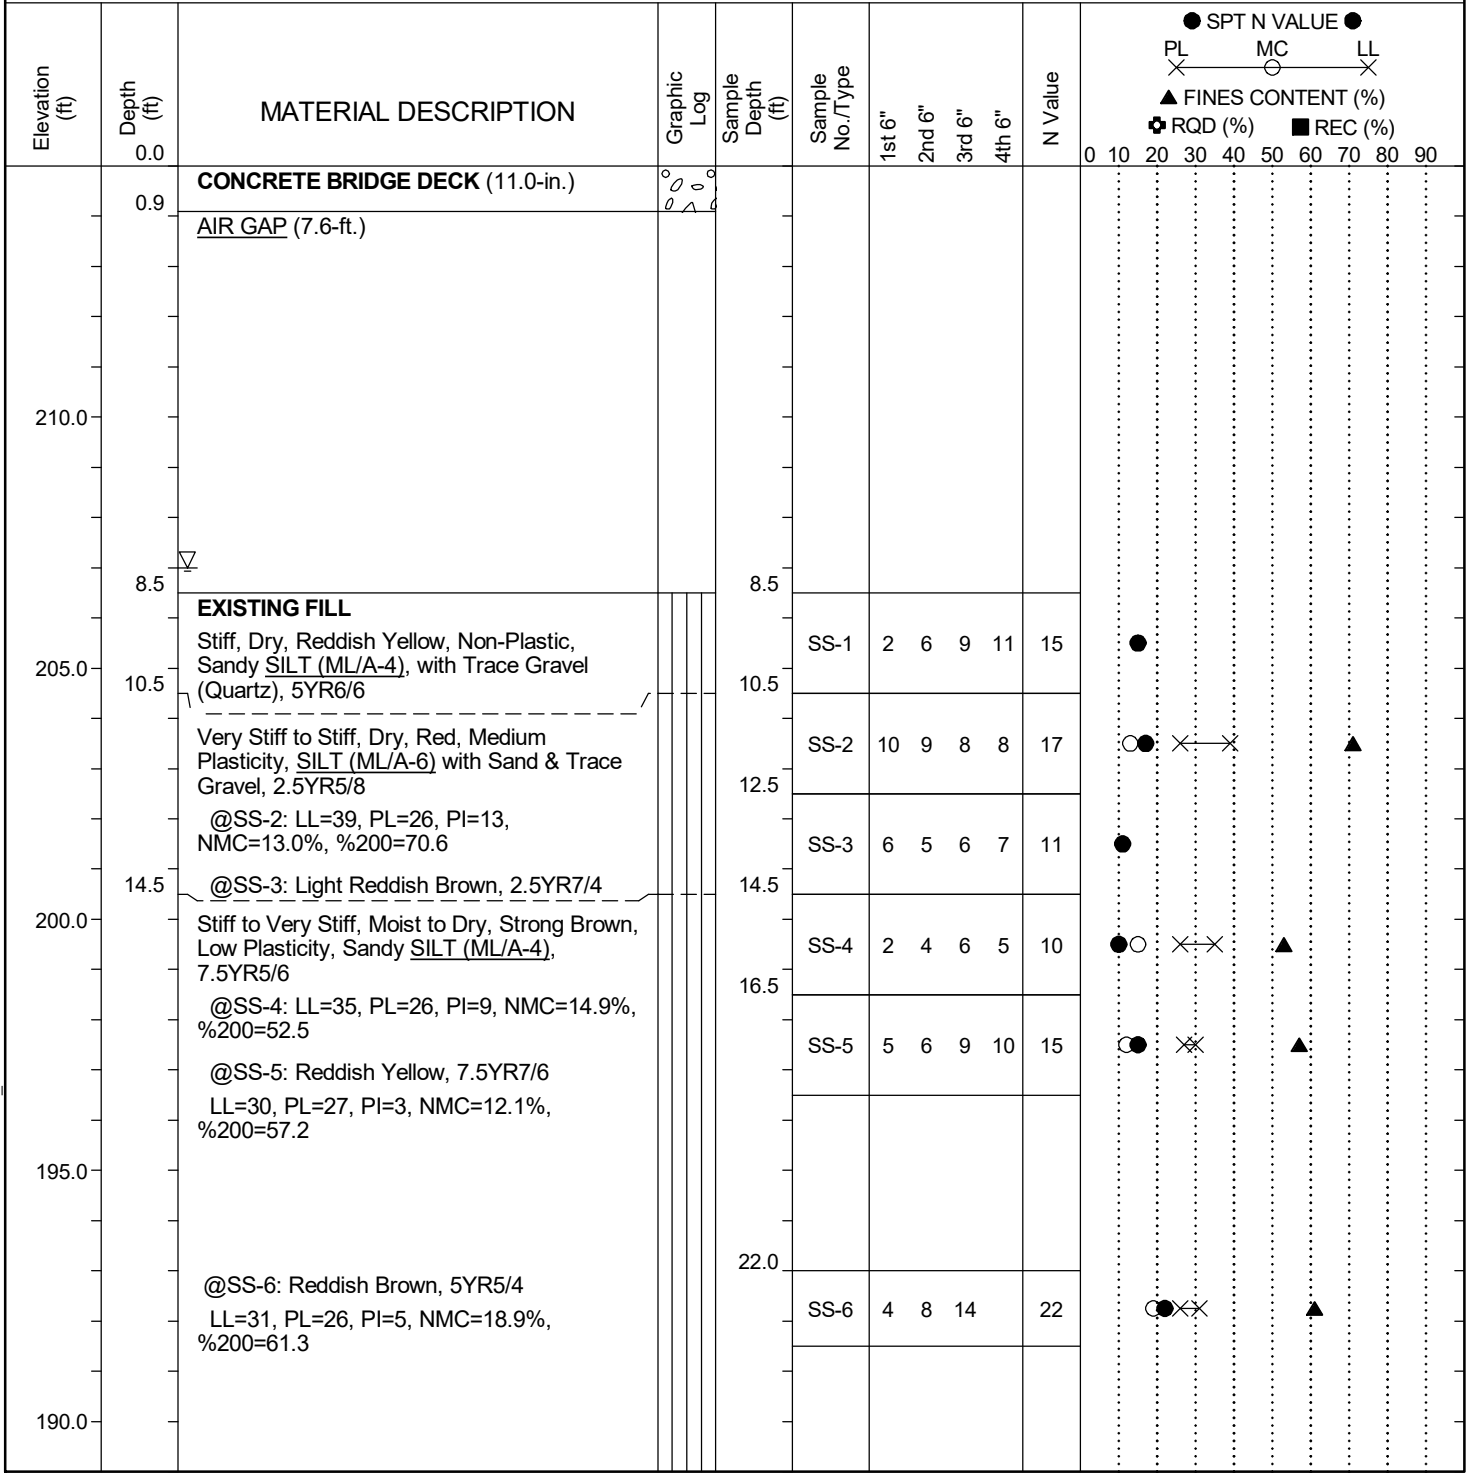 ● SPT N VALUE ●
PL MC LL
▲ FINES CONTENT (%)
RQD (%) ■ REC (%)
Elevation (ft)
Depth (ft)
MATERIAL DESCRIPTION
Graphic Log
Sample Depth (ft)
Sample No./Type
1st 6"
2nd 6"
3rd 6"
4th 6"
N Value
0.0
0 10 20 30 40 50 60 70 80 90
CONCRETE BRIDGE DECK (11.0-in.)
0.9
AIR GAP (7.6-ft.)
210.0
8.5 8.5
EXISTING FILL
Stiff, Dry, Reddish Yellow, Non-Plastic,
Sandy SILT (ML/A-4), with Trace Gravel
(Quartz), 5YR6/6
SS-1 2 6 9 11 15
205.0
10.5 10.5
Very Stiff to Stiff, Dry, Red, Medium
Plasticity, SILT (ML/A-6) with Sand & Trace
Gravel, 2.5YR5/8
SS-2 10 9 8 8 17
12.5
@SS-2: LL=39, PL=26, PI=13,
NMC=13.0%, %200=70.6
SS-3 6 5 6 7 11
14.5 @SS-3: Light Reddish Brown, 2.5YR7/4 14.5
200.0
Stiff to Very Stiff, Moist to Dry, Strong Brown,
Low Plasticity, Sandy SILT (ML/A-4),
7.5YR5/6
SS-4 2 4 6 5 10
16.5
@SS-4: LL=35, PL=26, PI=9, NMC=14.9%,
%200=52.5
SS-5 5 6 9 10 15
@SS-5: Reddish Yellow, 7.5YR7/6
LL=30, PL=27, PI=3, NMC=12.1%,
%200=57.2
195.0
22.0
@SS-6: Reddish Brown, 5YR5/4
LL=31, PL=26, PI=5, NMC=18.9%,
%200=61.3
SS-6 4 8 14 22
190.0